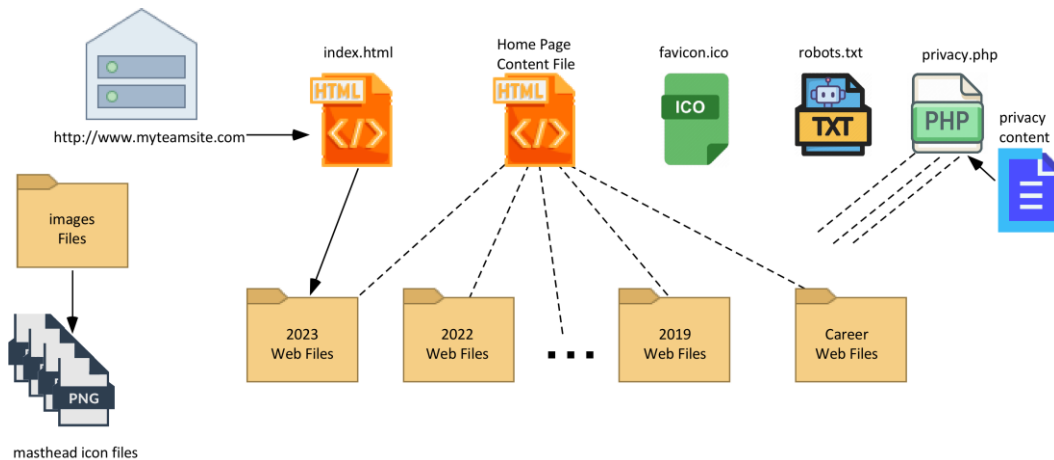 index.html
Home Page
Content File
favicon.ico
robots.txt
privacy.php
HTML
</>
HTML
</>
ICO
TXT
PHP
privacy
content
http://www.myteamsite.com
images
Files
2023
Web Files
2022
Web Files
...
2019
Web Files
Career
Web Files
PNG
masthead icon files